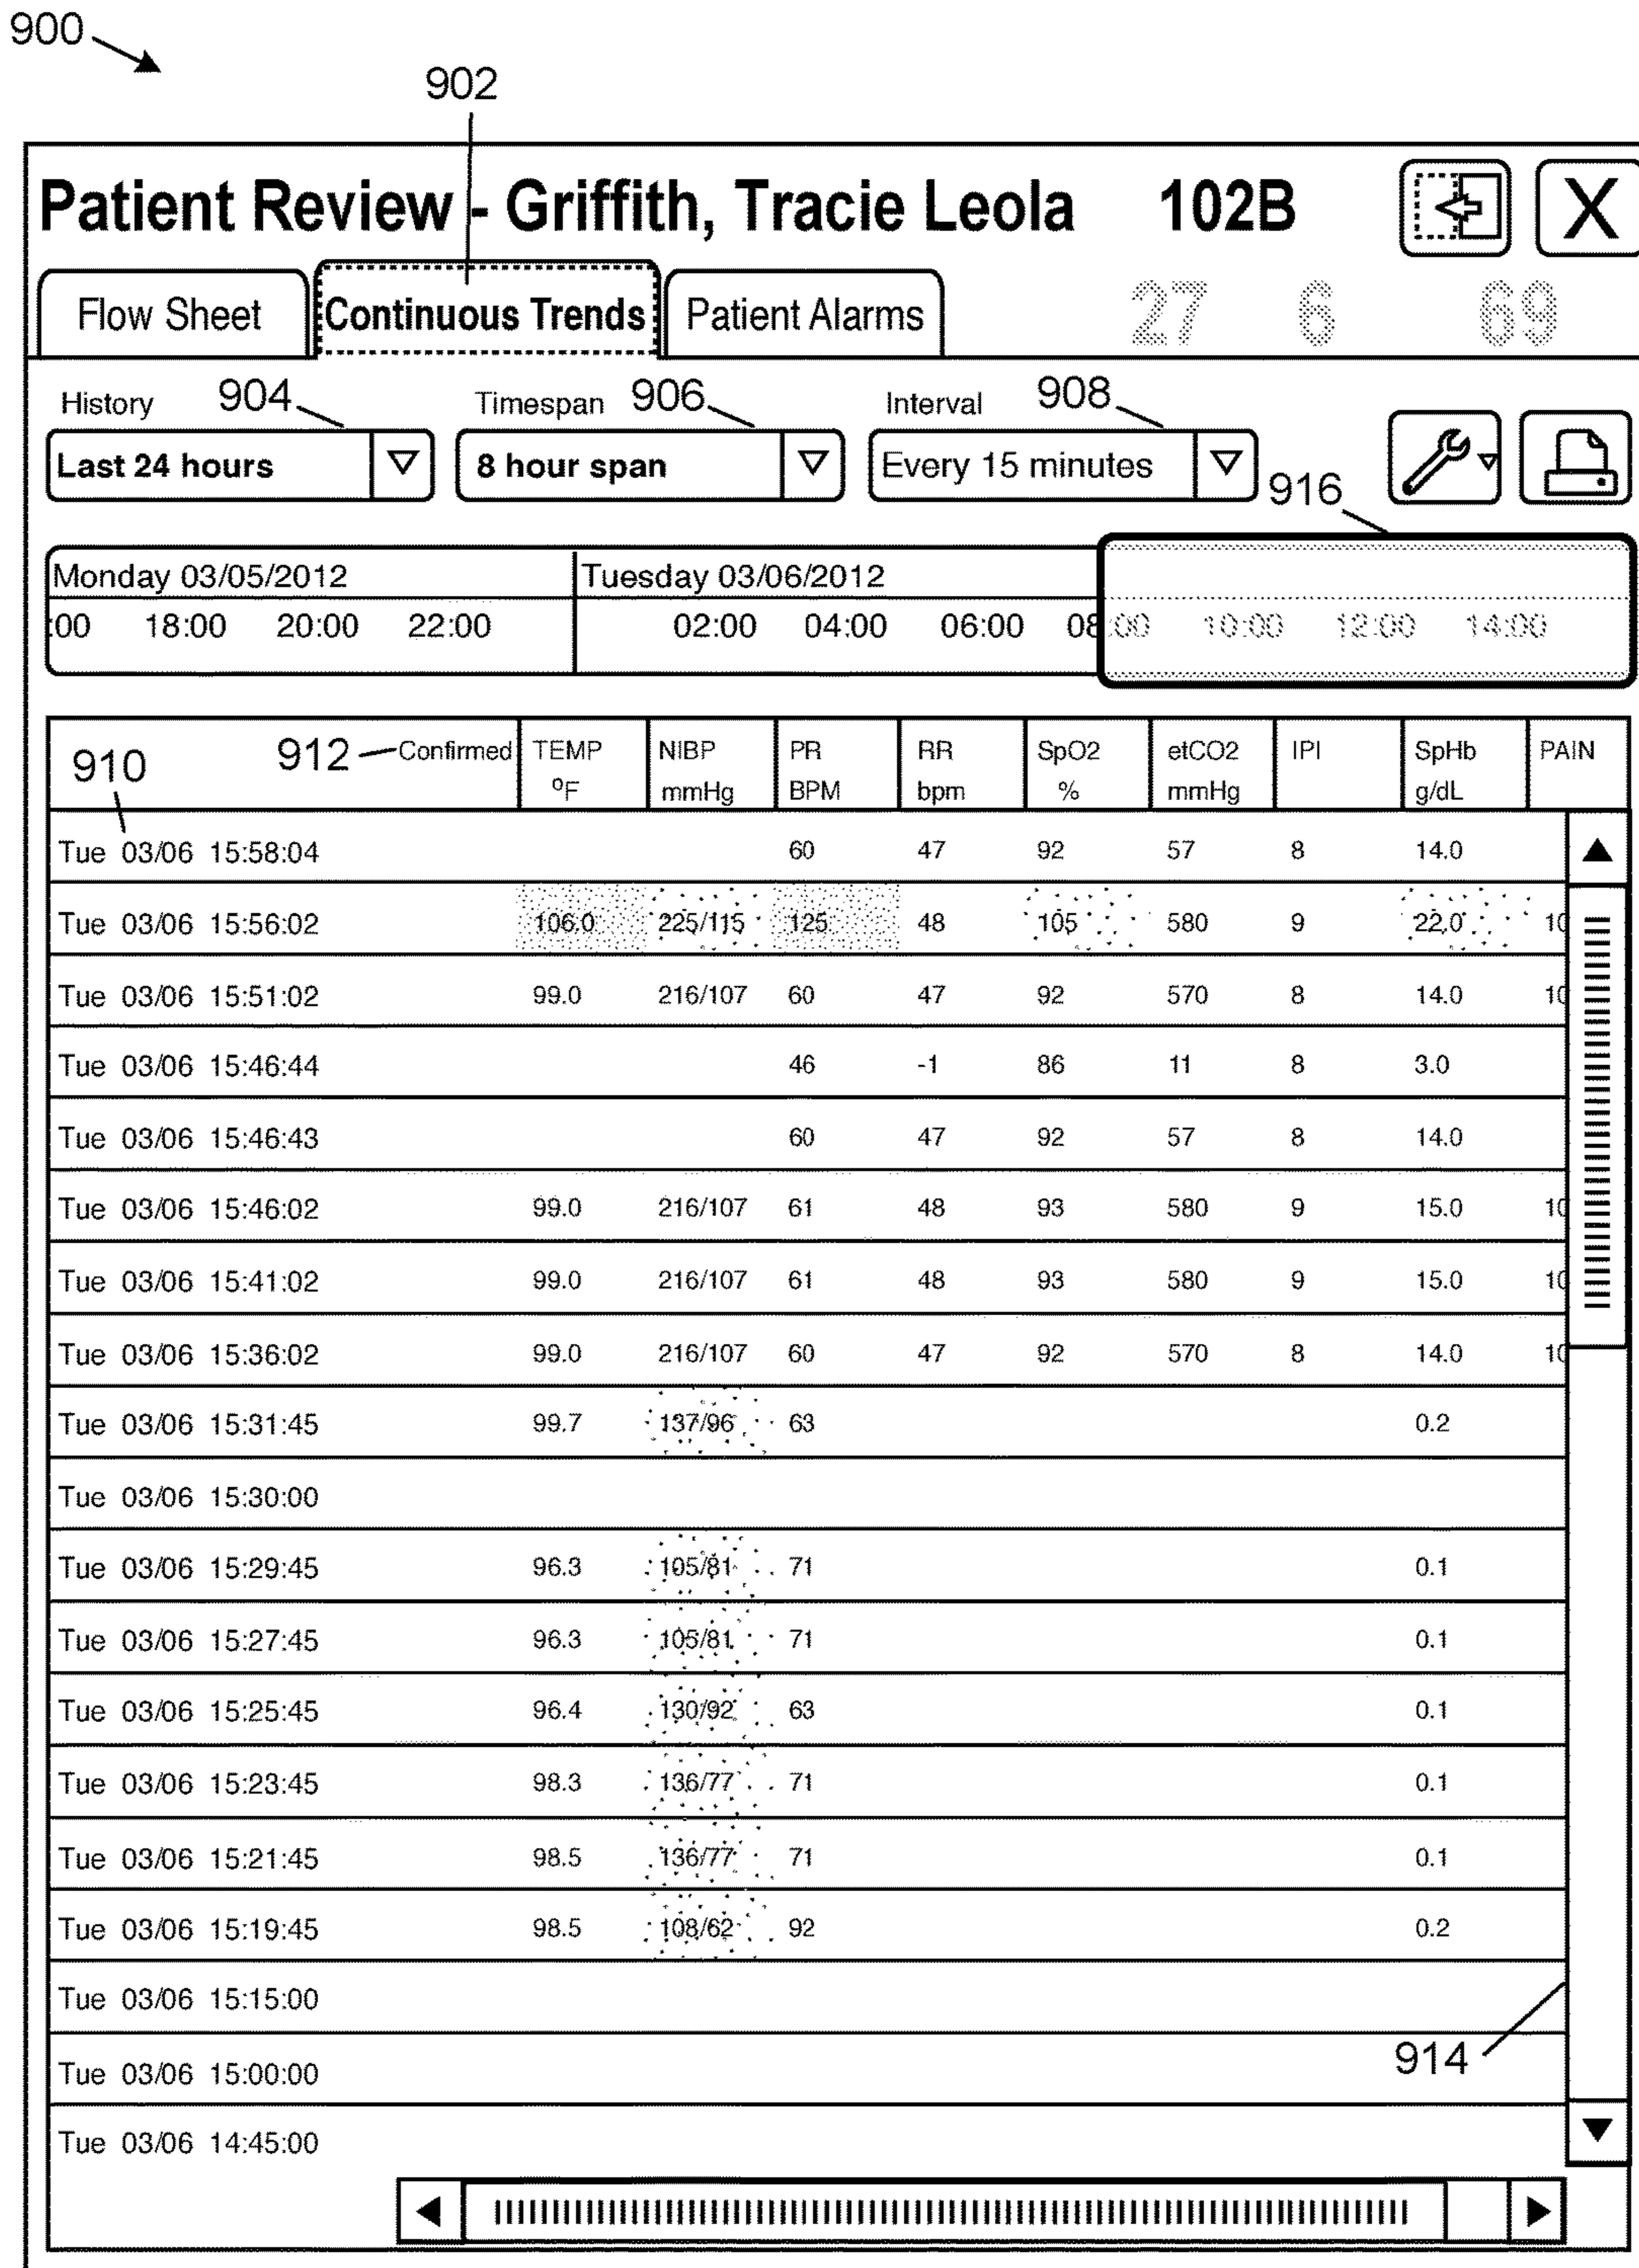 900
902
Patient Review - Griffith, Tracie Leola 102B X
Flow Sheet Continuous Trends Patient Alarms 27 6 69
History 904 Timespan 906 Interval 908
Last 24 hours 8 hour span Every 15 minutes
916
Monday 03/05/2012 Tuesday 03/06/2012
:00 18:00 20:00 22:00 02:00 04:00 06:00 08:00 10:00 12:00 14:00
910 912 Confirmed TEMP NIBP PR RR SpO2 etCO2 IPI SpHb PAIN
°F mmHg BPM bpm % mmHg g/dL
Tue 03/06 15:58:04 60 47 92 57 8 14.0
Tue 03/06 15:56:02 106.0 225/115 125 48 105 580 9 22.0 10
Tue 03/06 15:51:02 99.0 216/107 60 47 92 570 8 14.0 10
Tue 03/06 15:46:44 46 -1 86 11 8 3.0
Tue 03/06 15:46:43 60 47 92 57 8 14.0
Tue 03/06 15:46:02 99.0 216/107 61 48 93 580 9 15.0 10
Tue 03/06 15:41:02 99.0 216/107 61 48 93 580 9 15.0 10
Tue 03/06 15:36:02 99.0 216/107 60 47 92 570 8 14.0 10
Tue 03/06 15:31:45 99.7 137/96 63 0.2
Tue 03/06 15:30:00
Tue 03/06 15:29:45 96.3 105/81 71 0.1
Tue 03/06 15:27:45 96.3 105/81 71 0.1
Tue 03/06 15:25:45 96.4 130/92 63 0.1
Tue 03/06 15:23:45 98.3 136/77 71 0.1
Tue 03/06 15:21:45 98.5 136/77 71 0.1
Tue 03/06 15:19:45 98.5 108/62 92 0.2
Tue 03/06 15:15:00
Tue 03/06 15:00:00
914
Tue 03/06 14:45:00